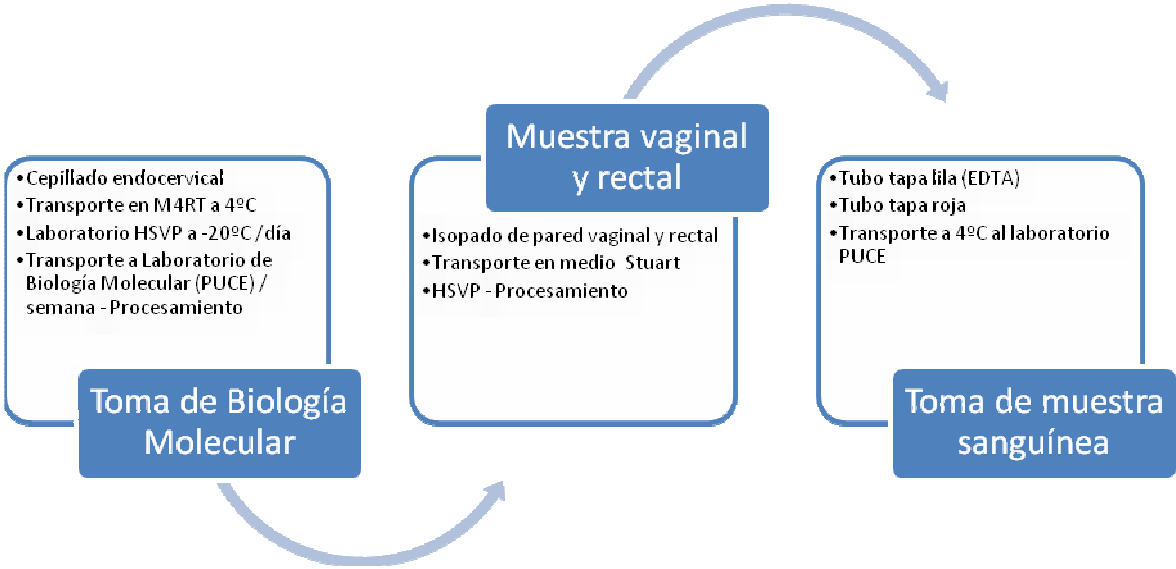 •Cepillado endocervical
•Transporte en M4RT a 4ºC
•Laboratorio HSVP a -20ºC /día
•Transporte a Laboratorio de
Biología Molecular (PUCE) /
semana - Procesamiento
Toma de Biología
Molecular
Muestra vaginal
y rectal
•Isopado de pared vaginal y rectal
•Transporte en medio Stuart
•HSVP - Procesamiento
•Tubo tapa lila (EDTA)
•Tubo tapa roja
•Transporte a 4ºC al laboratorio
PUCE
Toma de muestra
sanguínea